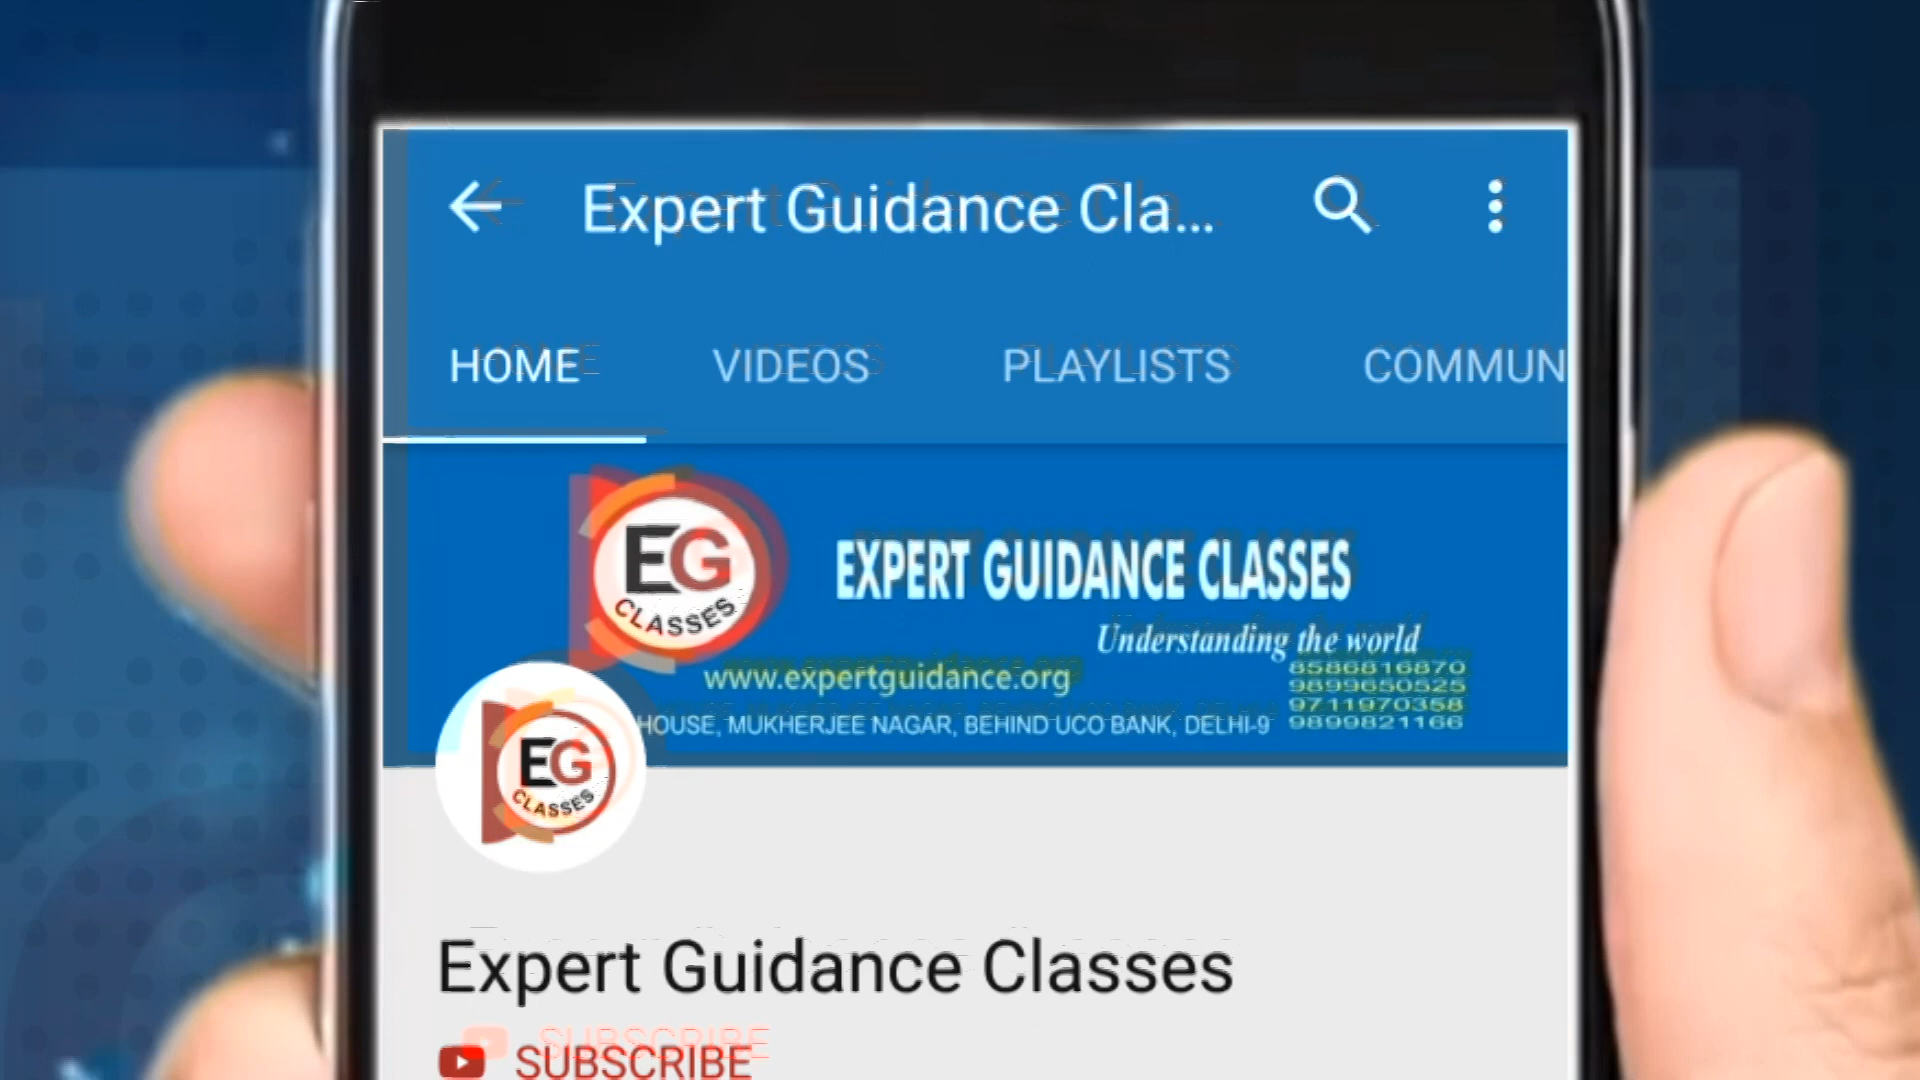 Expert Guidance Cla...
HOME VIDEOS PLAYLISTS COMMUN
EG
CLASSES
EXPERT GUIDANCE CLASSES
Understanding the world
www.expertguidance.org
8586816870
9899650525
9711970358
9899821166
HOUSE, MUKHERJEE NAGAR, BEHIND UCO BANK, DELHI-9
EG
CLASSES
Expert Guidance Classes
SUBSCRIBE